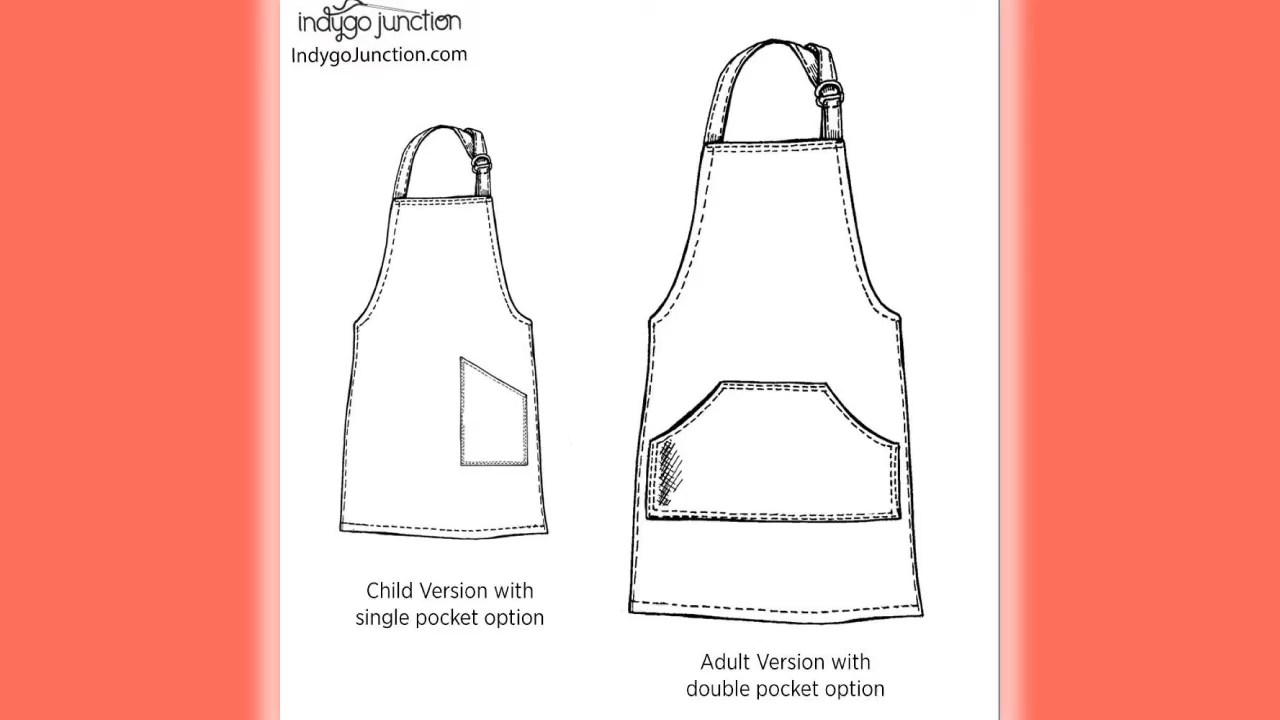 indygo junction
IndygoJunction.com
Child Version with
single pocket option
Adult Version with
double pocket option